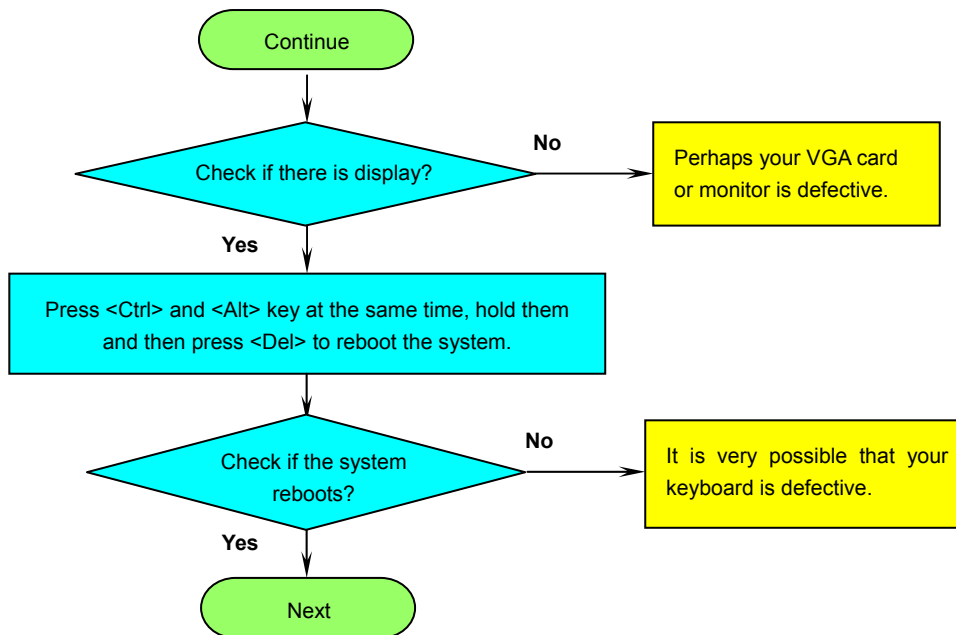 Continue
Check if there is display?
No
Perhaps your VGA card
or monitor is defective.
Yes
Press <Ctrl> and <Alt> key at the same time, hold them
and then press <Del> to reboot the system.
Check if the system
reboots?
No
It is very possible that your
keyboard is defective.
Yes
Next